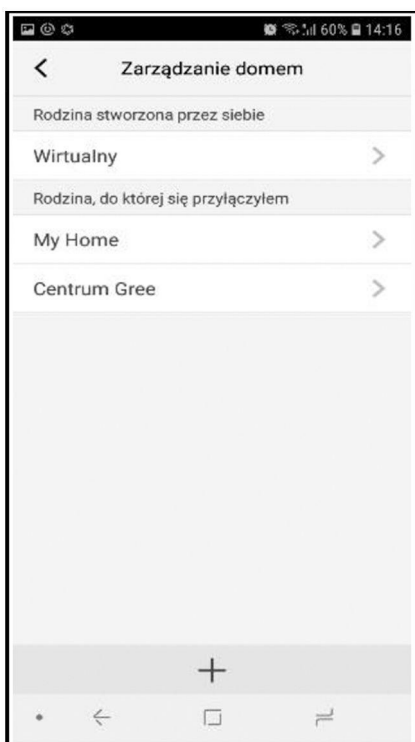 60% 14:16
Zarządzanie domem
Rodzina stworzona przez siebie
Wirtualny
Rodzina, do której się przyłączyłem
My Home
Centrum Gree